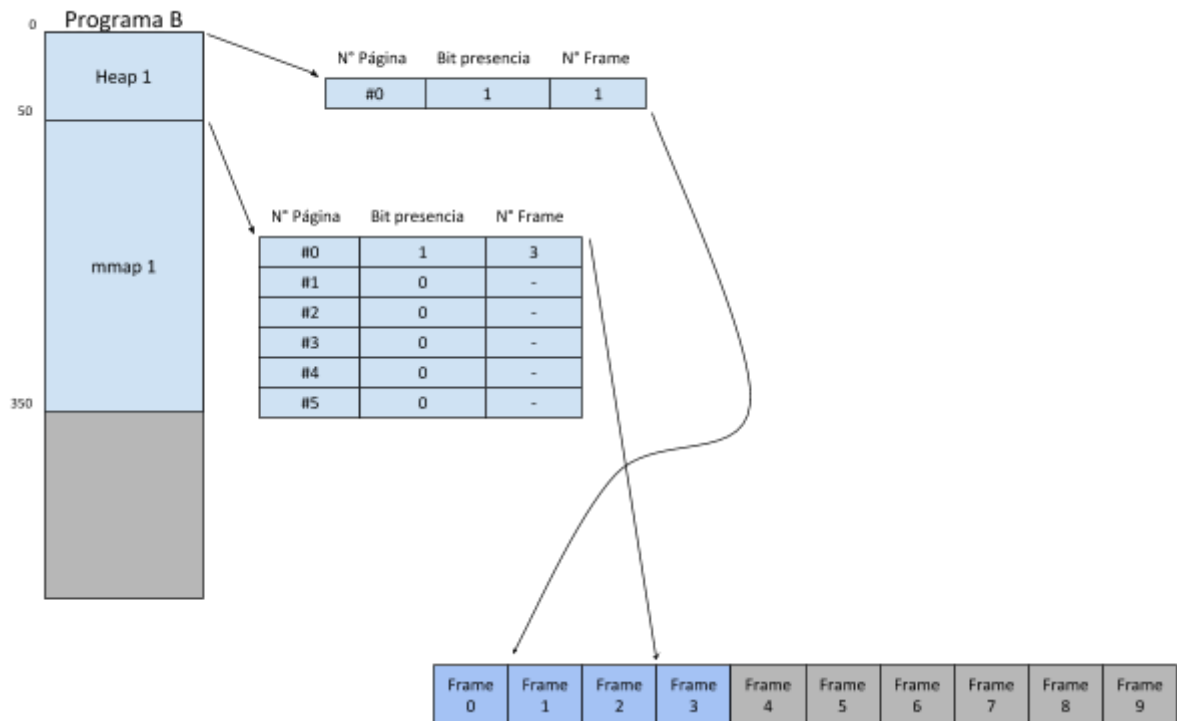 Programa B
0
Heap 1
50
mmap 1
350
N° Página Bit presencia N° Frame
#0 1 1
N° Página Bit presencia N° Frame
#0 1 3
#1 0 -
#2 0 -
#3 0 -
#4 0 -
#5 0 -
Frame 0
Frame 1
Frame 2
Frame 3
Frame 4
Frame 5
Frame 6
Frame 7
Frame 8
Frame 9